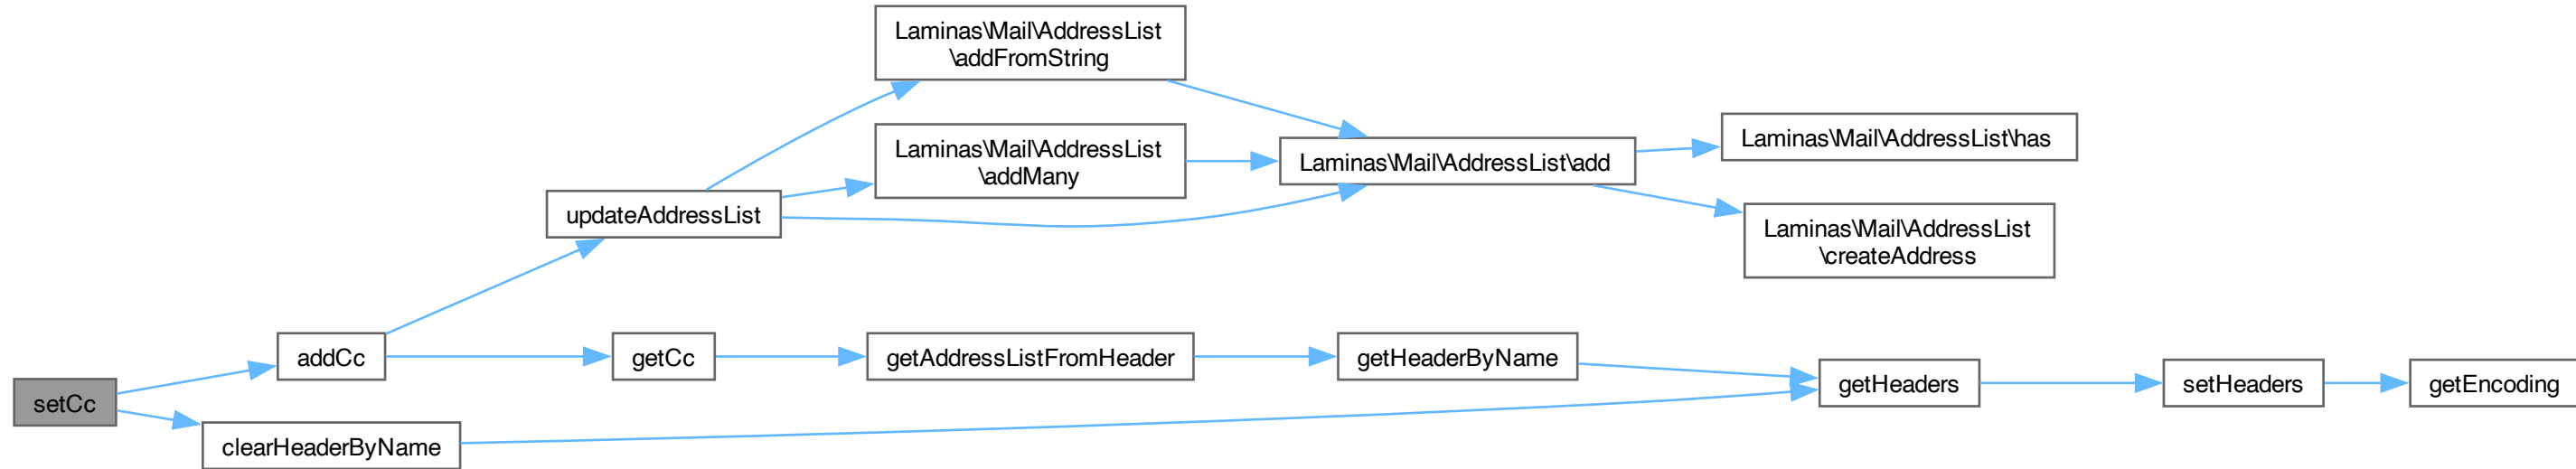 Laminas\Mail\AddressList
\addFromString
Laminas\Mail\AddressList
\addMany
Laminas\Mail\AddressList\add
Laminas\Mail\AddressList\has
Laminas\Mail\AddressList
\createAddress
updateAddressList
addCc
getCc
getAddressListFromHeader
getHeaderByName
getHeaders
setHeaders
getEncoding
setCc
clearHeaderByName